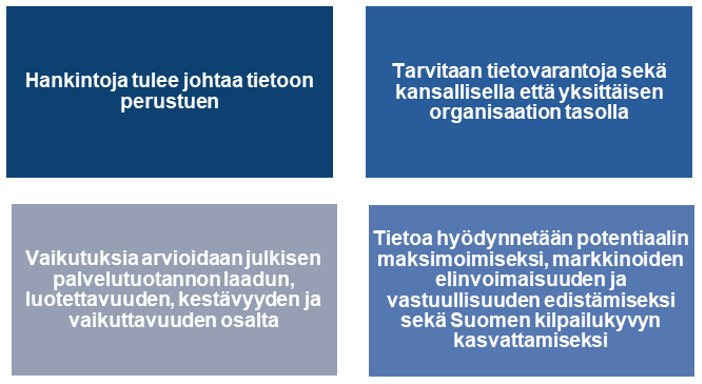 Hankintoja tulee johtaa tietoon
perustuen
Tarvitaan tietovarantoja sekä
kansallisella että yksittäisen
organisaation tasolla
Vaikutuksia arvioidaan julkisen
palvelutuotannon laadun,
luotettavuuden, kestävyyden ja
vaikuttavuuden osalta
Tietoa hyödynnetään potentiaalin
maksimoimiseksi, markkinoiden
elinvoimaisuuden ja
vastuullisuuden edistämiseksi
sekä Suomen kilpailukyvyn
kasvattamiseksi